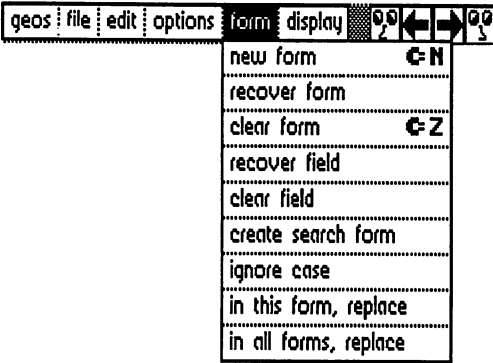 geos file edit options form display
new form C= N
recover form
clear form C= Z
recover field
clear field
create search form
ignore case
in this form, replace
in all forms, replace